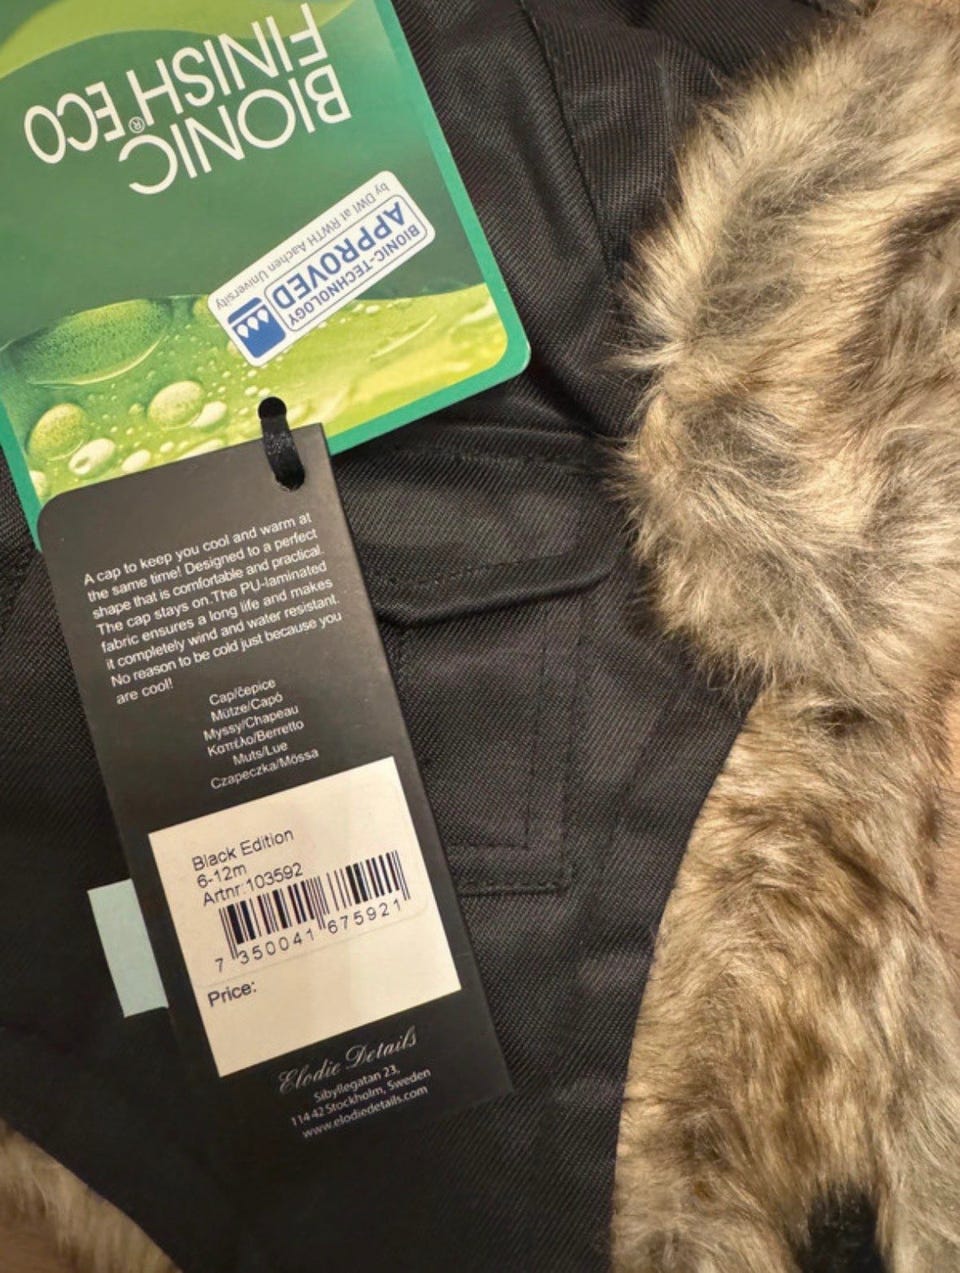 BIONIC
FINISH®ECO
BIONIC-TECHNOLOGY
APPROVED
by DWI at RWTH Aachen University
A cap to keep you cool and warm at
the same time! Designed to a perfect
shape that is comfortable and practical.
The cap stays on.The PU-laminated
fabric ensures a long life and makes
it completely wind and water resistant.
No reason to be cold just because you
are cool!
Cap/čepice
Mütze/Capó
Myssy/Chapeau
Καπέλο/Berretto
Muts/Lue
Czapeczka/Mössa
Black Edition
6-12m
Artnr:103592
7 350041 675921
Price:
Elodie Details
Sibyllegatan 23,
114 42 Stockholm, Sweden
www.elodiedetails.com